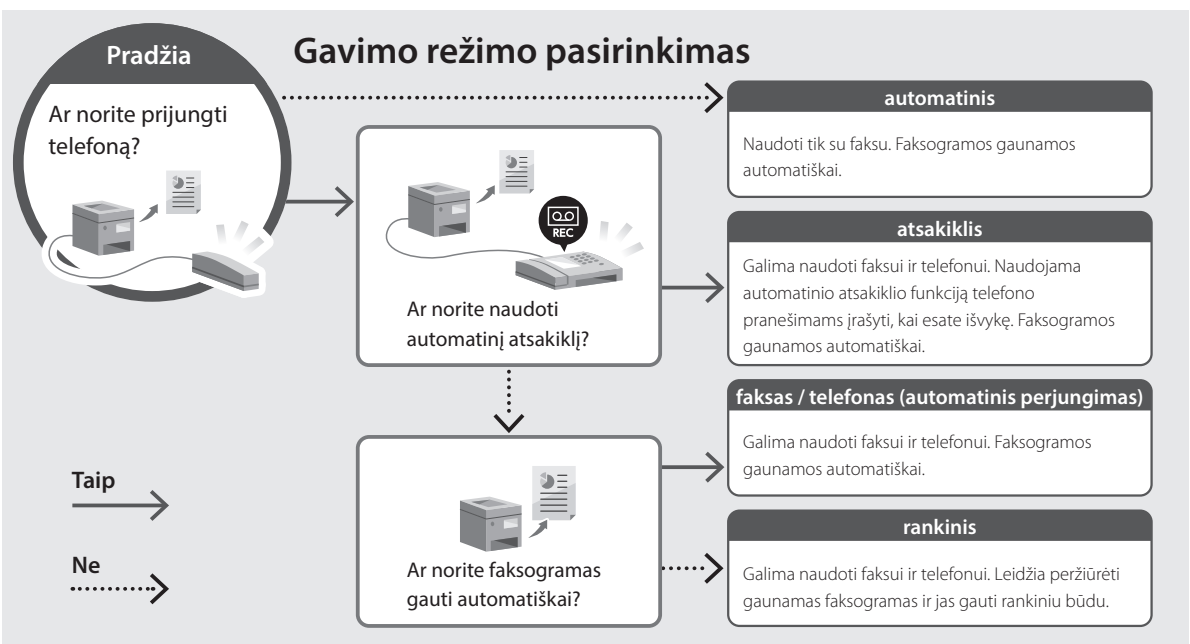 Gavimo režimo pasirinkimas
Pradžia
Ar norite prijungti
telefoną?
REC
Ar norite naudoti
automatinį atsakiklį?
Ar norite faksogramas
gauti automatiškai?
automatinis
Naudoti tik su faksu. Faksogramos gaunamos
automatiškai.
atsakiklis
Galima naudoti faksui ir telefonui. Naudojama
automatinio atsakiklio funkciją telefono
pranešimams įrašyti, kai esate išvykę. Faksogramos
gaunamos automatiškai.
faksas / telefonas (automatinis perjungimas)
Galima naudoti faksui ir telefonui. Faksogramos
gaunamos automatiškai.
rankinis
Galima naudoti faksui ir telefonui. Leidžia peržiūrėti
gaunamas faksogramas ir jas gauti rankiniu būdu.
Taip
Ne